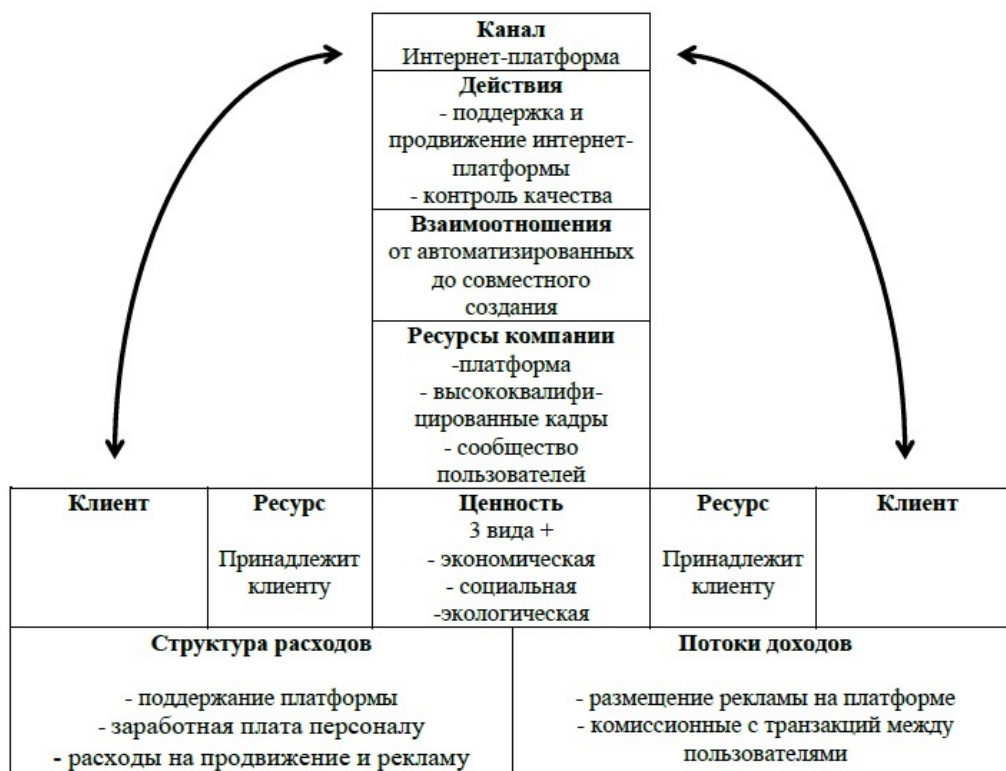 Канал
Интернет-платформа
Действия
- поддержка и
продвижение интернет-
платформы
- контроль качества
Взаимоотношения
от автоматизированных
до совместного
создания
Ресурсы компании
-платформа
- высококвалифи-
цированные кадры
- сообщество
пользователей
Клиент
Ресурс
Принадлежит
клиенту
Ценность
3 вида +
- экономическая
- социальная
-экологическая
Ресурс
Принадлежит
клиенту
Клиент
Структура расходов
- поддержание платформы
- заработная плата персоналу
- расходы на продвижение и рекламу
Потоки доходов
- размещение рекламы на платформе
- комиссионные с транзакций между
пользователями